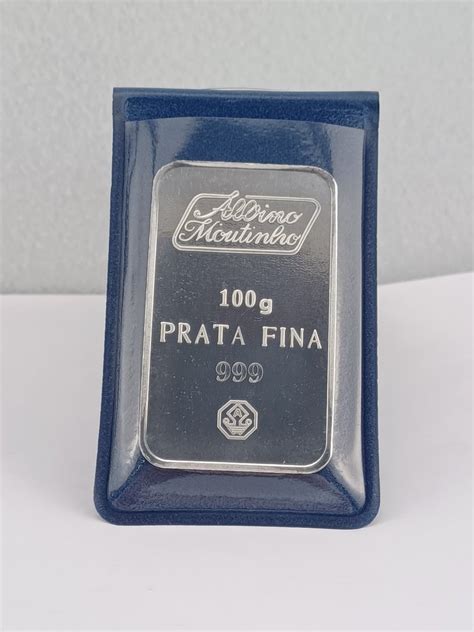 Albino
Moutinho
100g
PRATA FINA
999